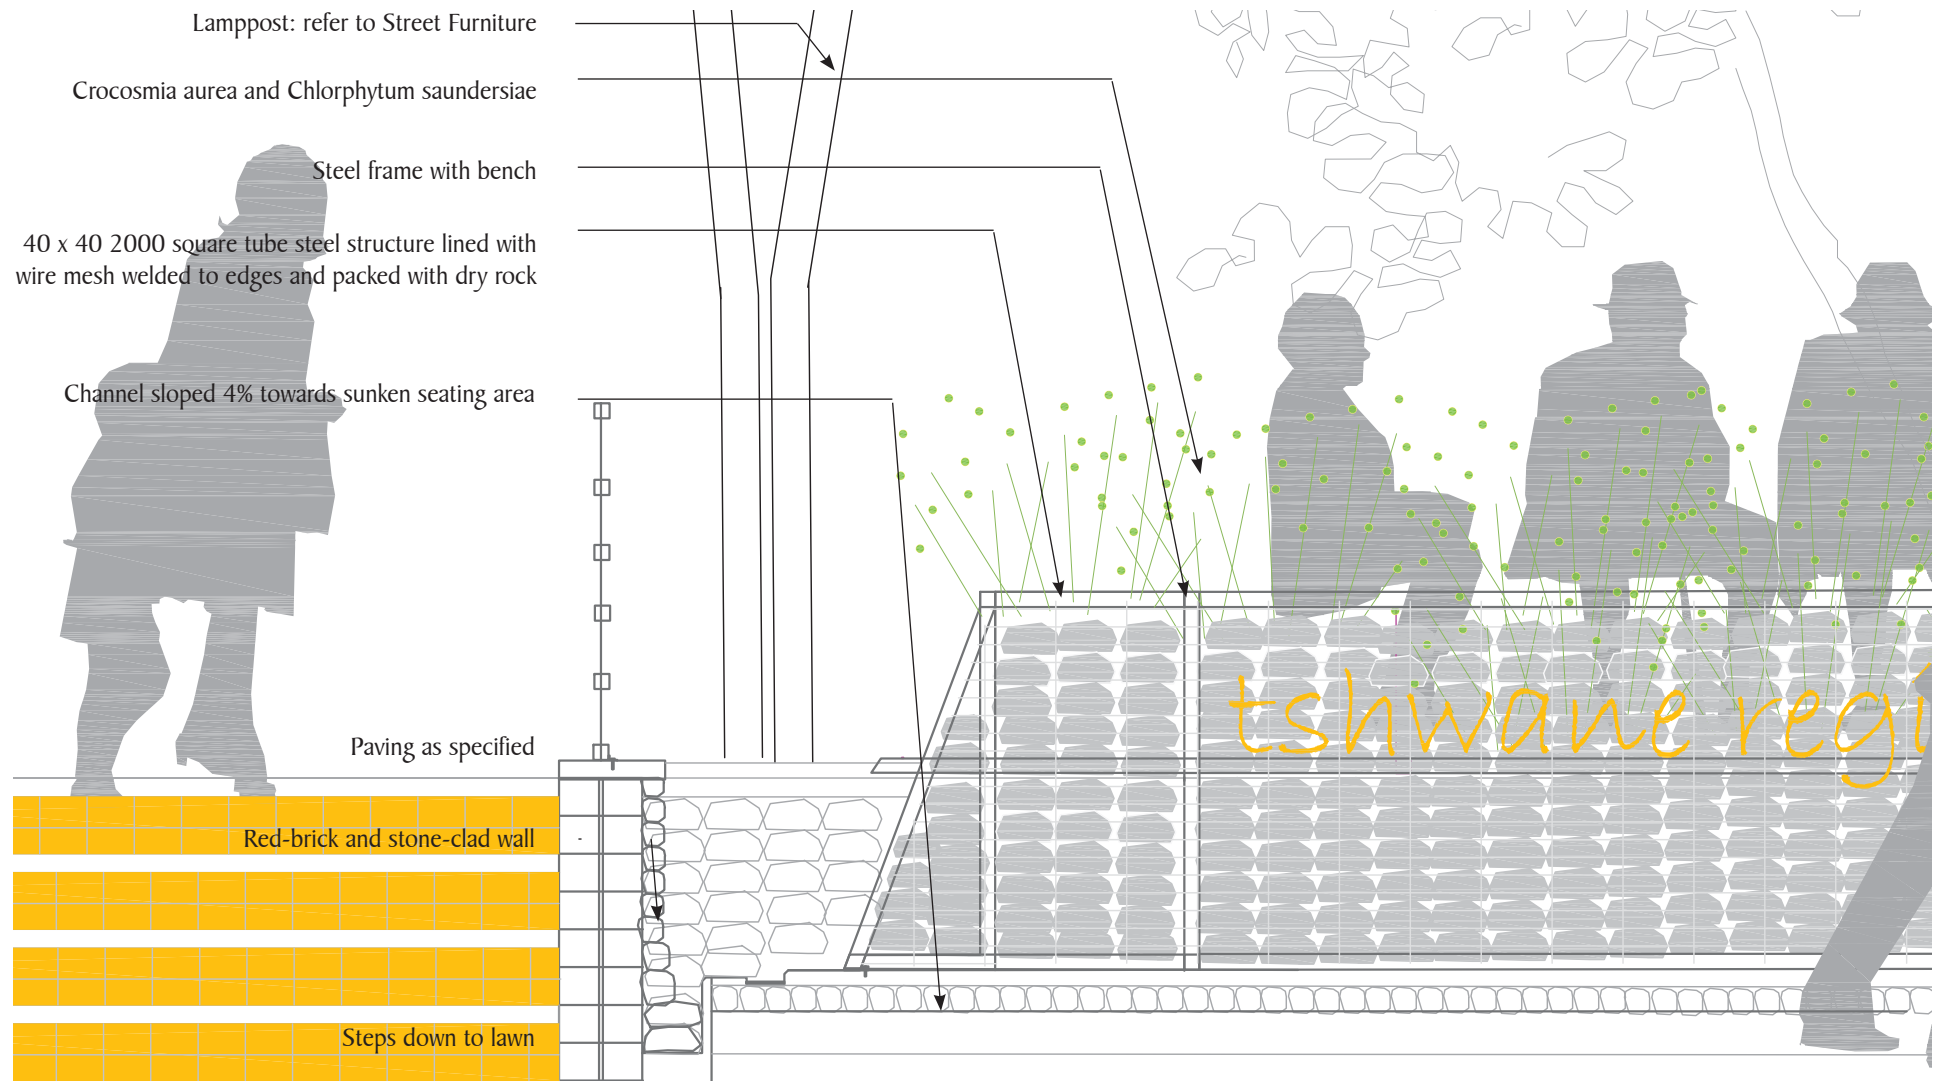 Lamppost: refer to Street Furniture
Crocosmia aurea and Chlorphytum saundersiae
Steel frame with bench
40 x 40 2000 square tube steel structure lined with
wire mesh welded to edges and packed with dry rock
Channel sloped 4% towards sunken seating area
tshwane regi
Paving as specified
Red-brick and stone-clad wall
Steps down to lawn